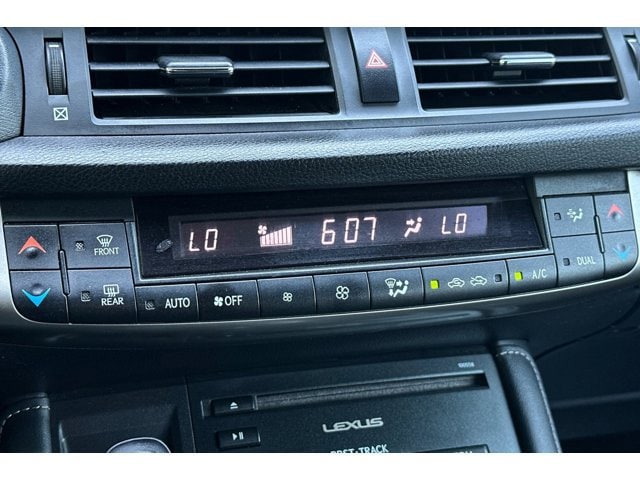 LO 607 LO
FRONT
REAR AUTO OFF A/C DUAL
LEXUS